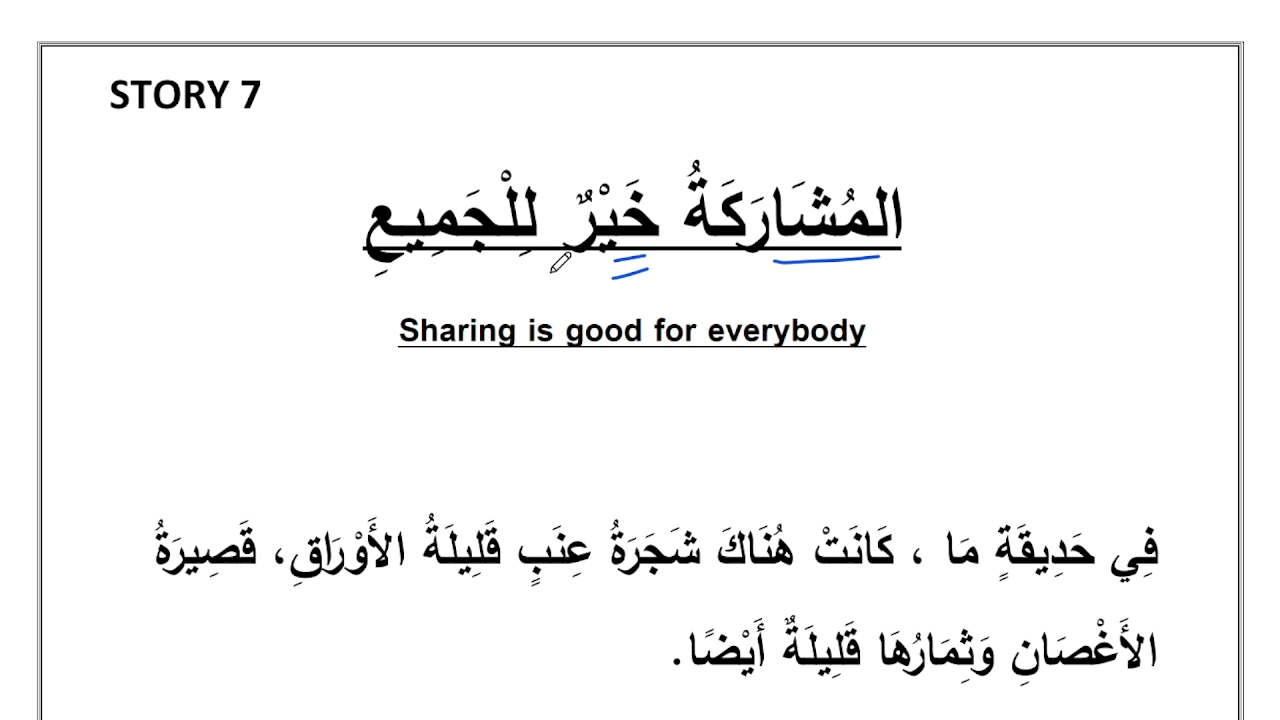 STORY 7
المُشَارَكَةُ خَيْرٌ لِلْجَمِيعِ
Sharing is good for everybody
فِي حَدِيقَةٍ مَا ، كَانَتْ هُنَاكَ شَجَرَةُ عِنَبٍ قَلِيلَةُ الأَوْرَاقِ، قَصِيرَةُ
الأَغْصَانِ وَثِمَارُهَا قَلِيلَةٌ أَيْضًا.